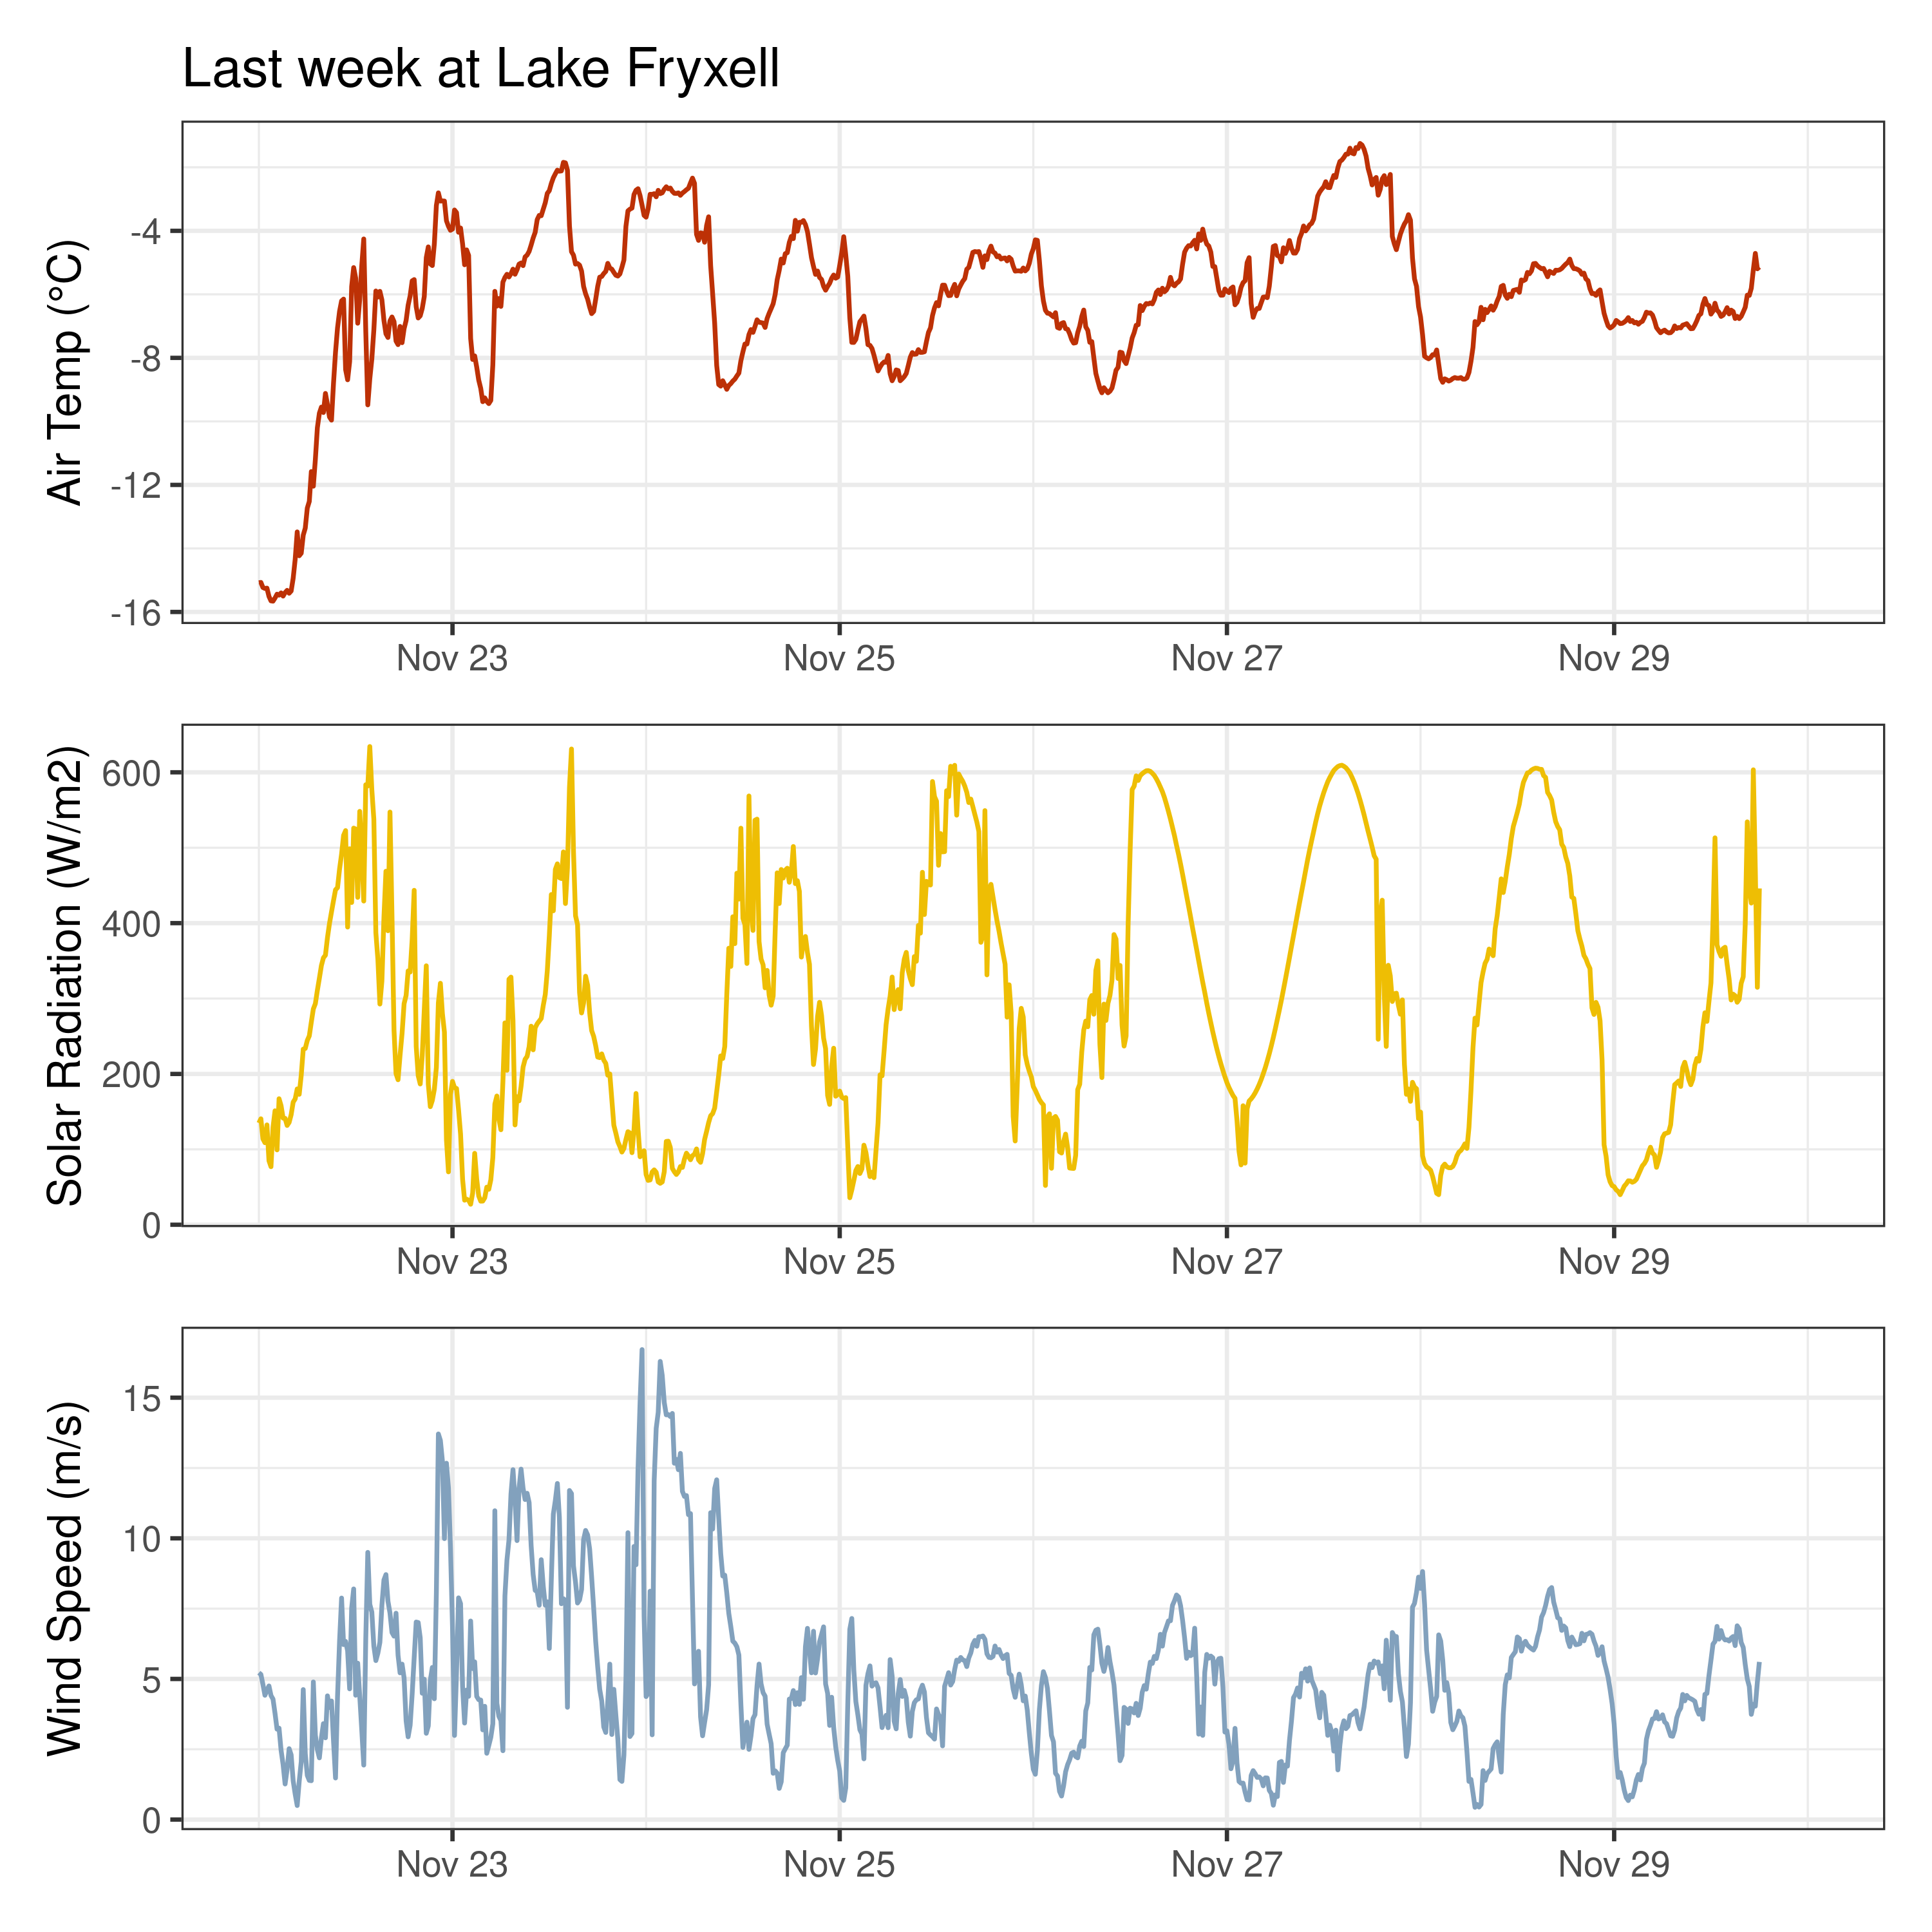 Last week at Lake Fryxell
Air Temp (°C)
-4
-8
-12
-16
Nov 23 Nov 25 Nov 27 Nov 29
Solar Radiation (W/m2)
600
400
200
0
Nov 23 Nov 25 Nov 27 Nov 29
Wind Speed (m/s)
15
10
5
0
Nov 23 Nov 25 Nov 27 Nov 29